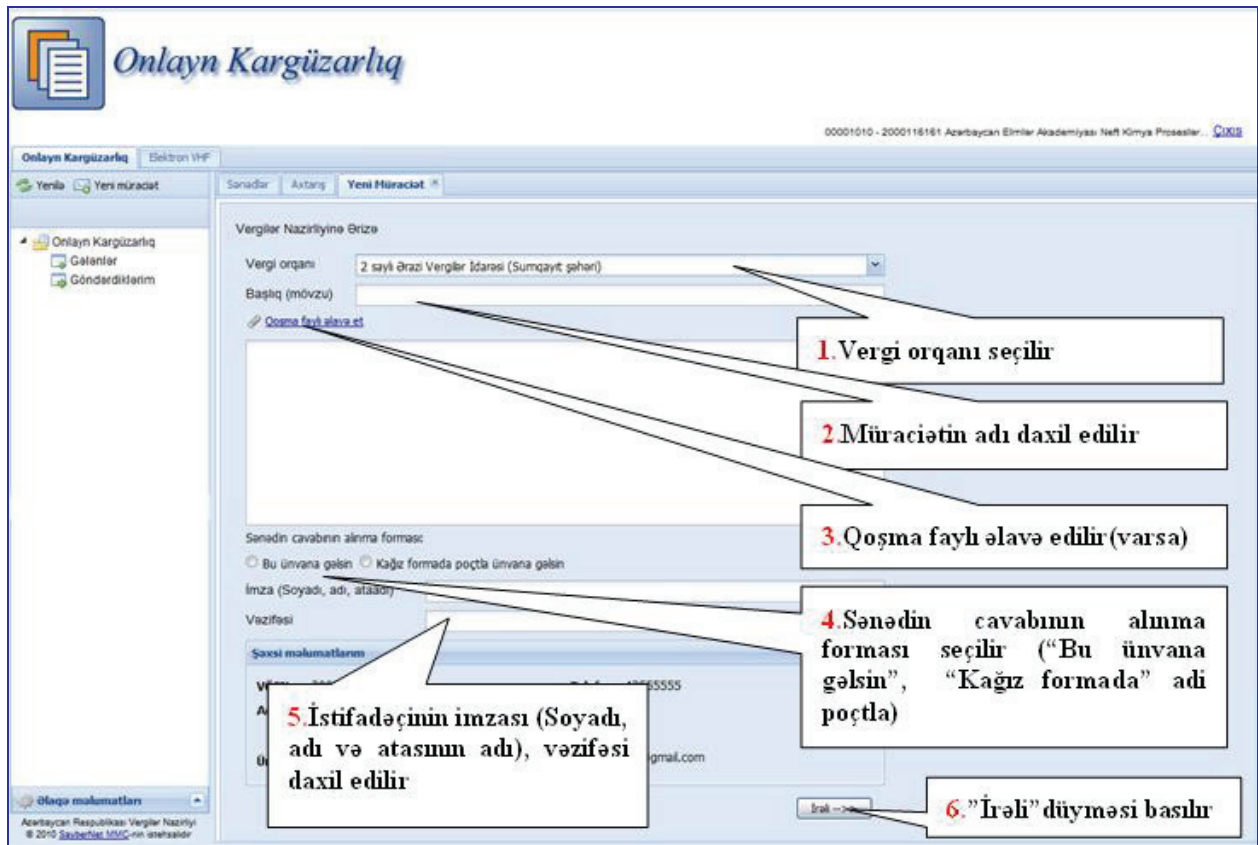 Onlayn Kargüzarlıq
00001010 - 2000116161 Azərbaycan Elmlər Akademiyası Neft Kimya Proseslər... Çıxış
Onlayn Kargüzarlıq Elektron VHF
Yenilə Yeni müraciət
Sənədlər Axtarış Yeni Müraciət
Onlayn Kargüzarlıq
Gələnlər
Göndərdiklərim
Vergilər Nazirliyinə Ərizə
Vergi orqanı 2 saylı Ərazi Vergilər İdarəsi (Sumqayıt şəhəri)
Başlıq (mövzu)
Qoşma faylı əlavə et
1.Vergi orqanı seçilir
2.Müraciətin adı daxil edilir
3.Qoşma faylı əlavə edilir(varsa)
Sənədin cavabının alınma forması:
Bu ünvana gəlsin Kağız formada poçtla ünvana gəlsin
İmza (Soyadı, adı, ataadı)
Vəzifəsi
4.Sənədin cavabının alınma
forması seçilir (“Bu ünvana
gəlsin”, “Kağız formada” adi
poçtla)
Şəxsi məlumatlarım
5.İstifadəçinin imzası (Soyadı,
adı və atasının adı), vəzifəsi
daxil edilir
gmail.com
İrəli -->>
6.”İrəli”düyməsi basılır
Əlaqə məlumatları
Azərbaycan Respublikası Vergilər Nazirliyi
© 2010 SayberNet MMC-nin istehsalıdır